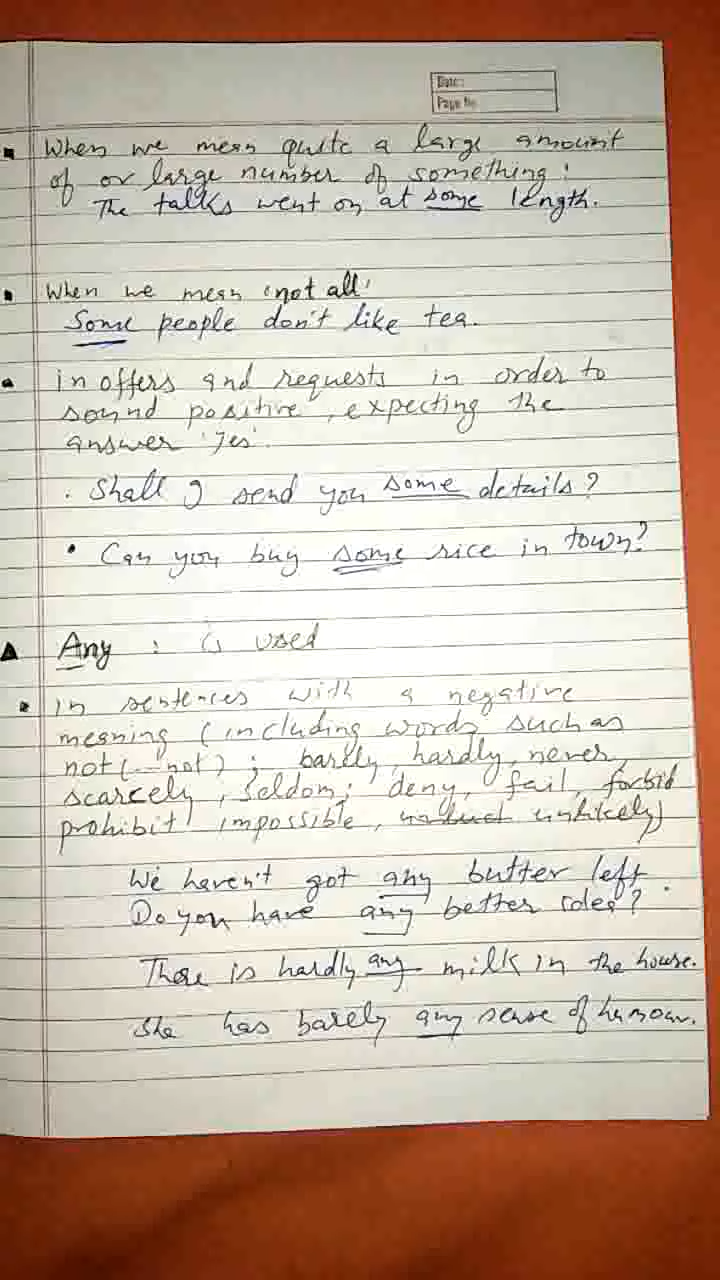 Date:
Page No
▪ When we mean quite a large amount
of or large number of something:
The talks went on at some length.
▪ When we mean 'not all'
Some people don't like tea.
▪ in offers and requests in order to
sound positive, expecting the
answer 'Yes'.
. Shall I send you some details?
• Can you buy some rice in town?
▲ Any : is used
▪ in sentences with a negative
meaning (including words such as
not (--not) ; barely, hardly, never,
scarcely, seldom; deny, fail, forbid
prohibit impossible, unlikely)
We haven't got any butter left.
Do you have any better idea?
There is hardly any milk in the house.
She has barely any sense of humour.